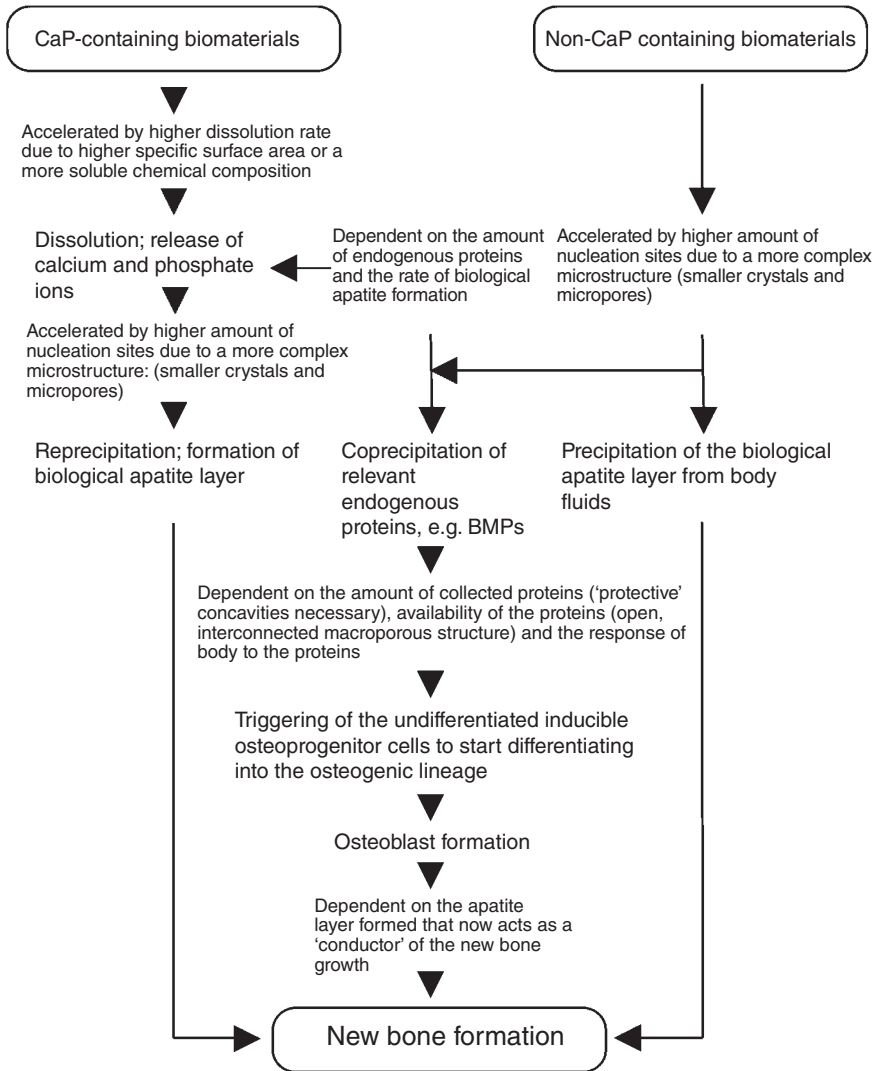 CaP-containing biomaterials
Non-CaP containing biomaterials
Accelerated by higher dissolution rate
due to higher specific surface area or a
more soluble chemical composition
Dissolution; release of
calcium and phosphate
ions
Dependent on the amount
of endogenous proteins
and the rate of biological
apatite formation
Accelerated by higher amount of
nucleation sites due to a more complex
microstructure (smaller crystals and
micropores)
Accelerated by higher amount of
nucleation sites due to a more complex
microstructure: (smaller crystals and
micropores)
Reprecipitation; formation of
biological apatite layer
Coprecipitation of
relevant
endogenous
proteins, e.g. BMPs
Precipitation of the biological
apatite layer from body
fluids
Dependent on the amount of collected proteins (‘protective’
concavities necessary), availability of the proteins (open,
interconnected macroporous structure) and the response of
body to the proteins
Triggering of the undifferentiated inducible
osteoprogenitor cells to start differentiating
into the osteogenic lineage
Osteoblast formation
Dependent on the apatite
layer formed that now acts as a
‘conductor’ of the new bone
growth
New bone formation